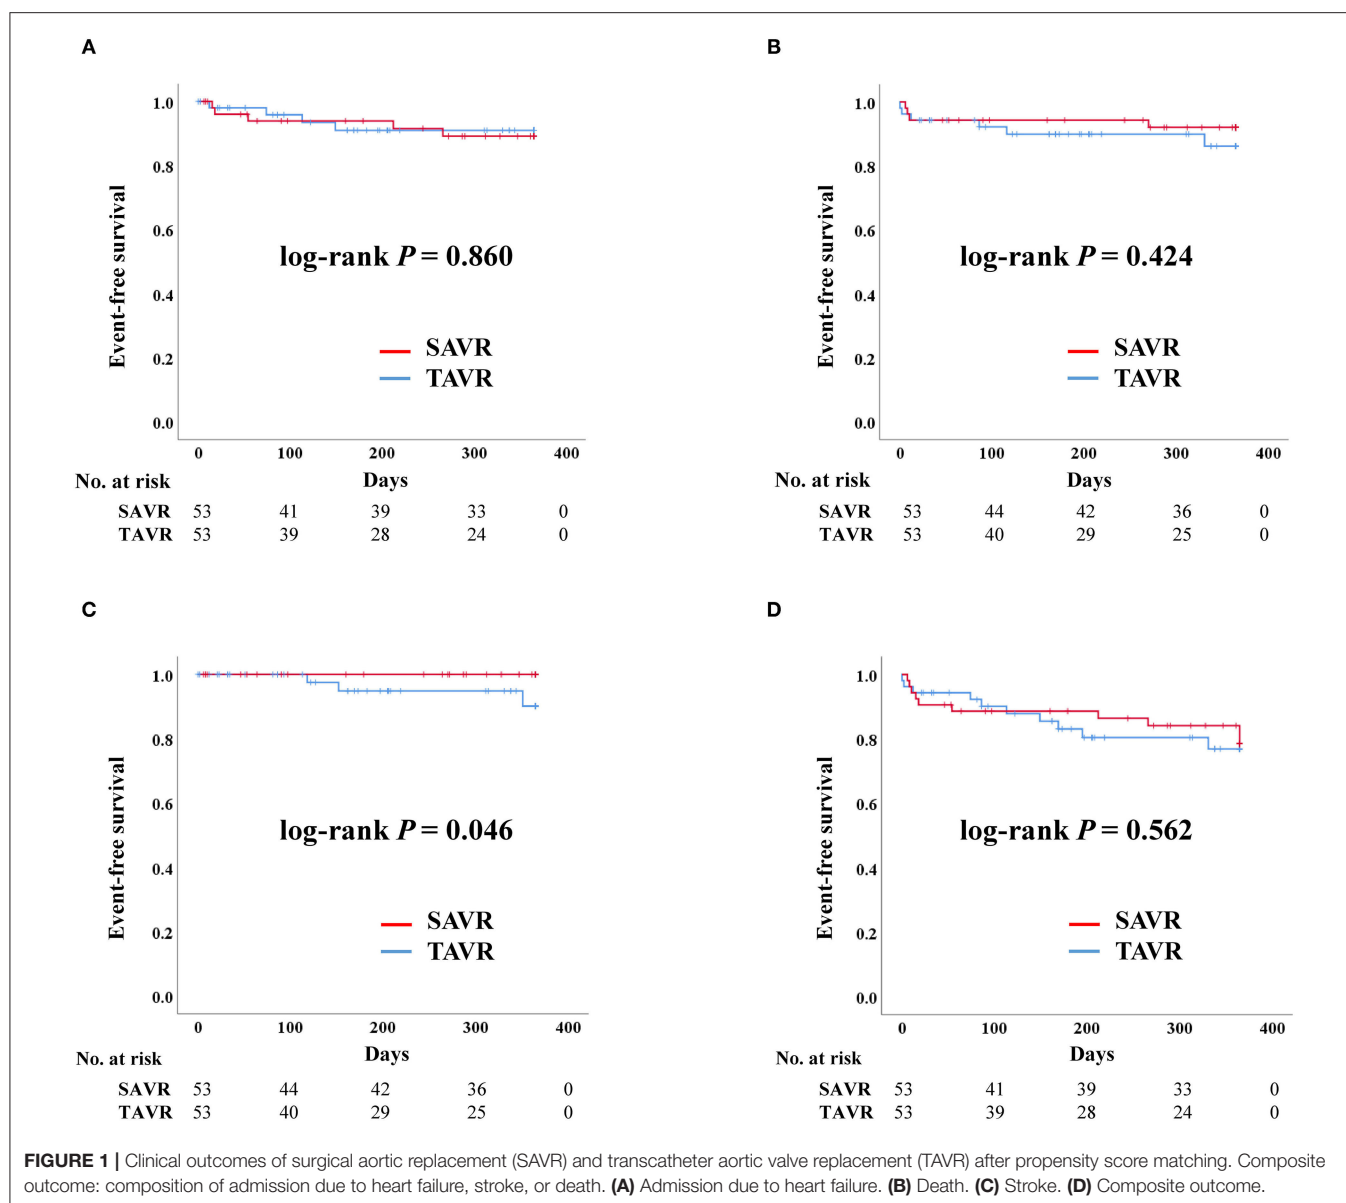 A
1.0
0.8
0.6
0.4
0.2
0.0
Event-free survival
log-rank P = 0.860
SAVR
TAVR
0 100 200 300 400
No. at risk Days
SAVR 53 41 39 33 0
TAVR 53 39 28 24 0
B
1.0
0.8
0.6
0.4
0.2
0.0
Event-free survival
log-rank P = 0.424
SAVR
TAVR
0 100 200 300 400
No. at risk Days
SAVR 53 44 42 36 0
TAVR 53 40 29 25 0
C
1.0
0.8
0.6
0.4
0.2
0.0
Event-free survival
log-rank P = 0.046
SAVR
TAVR
0 100 200 300 400
No. at risk Days
SAVR 53 44 42 36 0
TAVR 53 40 29 25 0
D
1.0
0.8
0.6
0.4
0.2
0.0
Event-free survival
log-rank P = 0.562
SAVR
TAVR
0 100 200 300 400
No. at risk Days
SAVR 53 41 39 33 0
TAVR 53 39 28 24 0
FIGURE 1 | Clinical outcomes of surgical aortic replacement (SAVR) and transcatheter aortic valve replacement (TAVR) after propensity score matching. Composite
outcome: composition of admission due to heart failure, stroke, or death. (A) Admission due to heart failure. (B) Death. (C) Stroke. (D) Composite outcome.